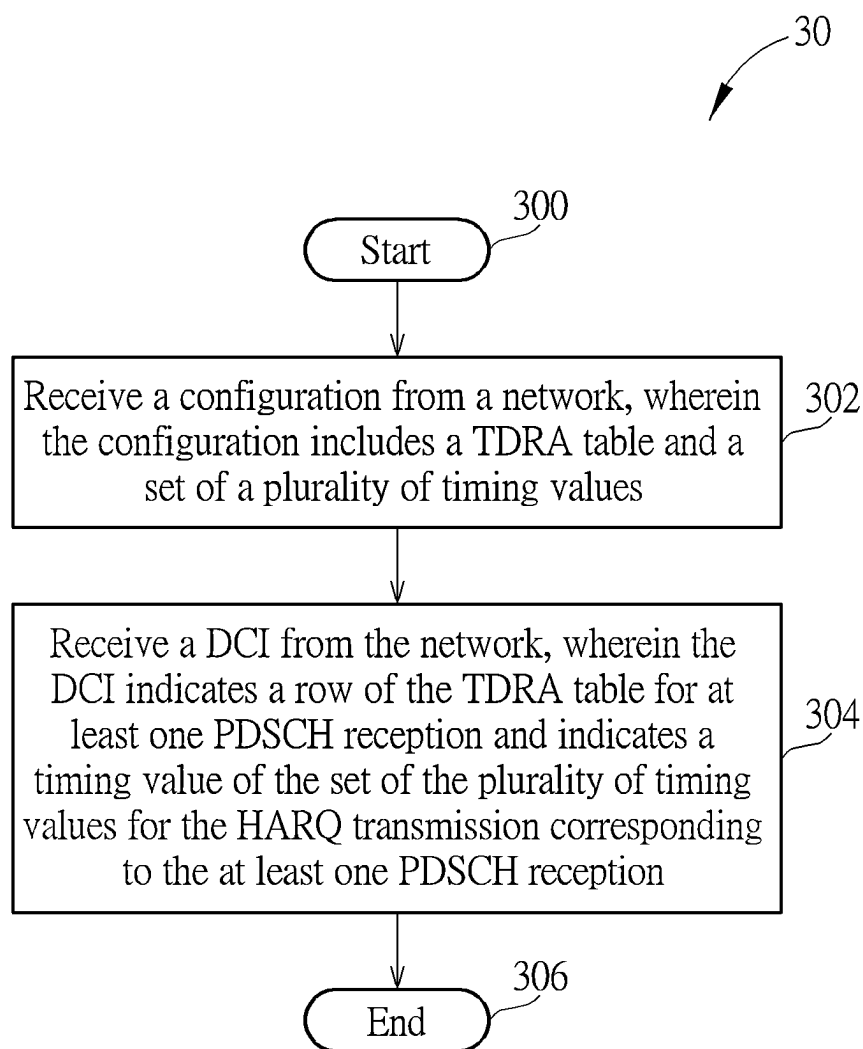 30
300
Start
Receive a configuration from a network, wherein
the configuration includes a TDRA table and a
set of a plurality of timing values
302
Receive a DCI from the network, wherein the
DCI indicates a row of the TDRA table for at
least one PDSCH reception and indicates a
timing value of the set of the plurality of timing
values for the HARQ transmission corresponding
to the at least one PDSCH reception
304
306
End